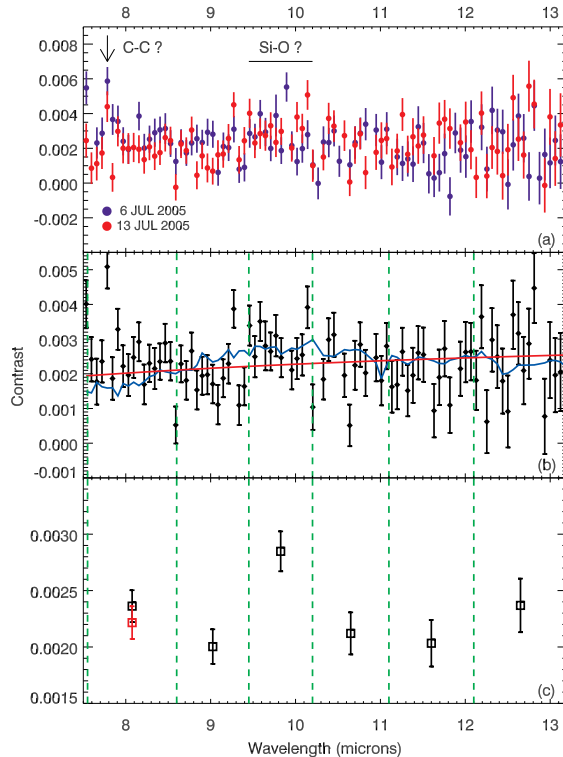 8 9 10 11 12 13
0.008
C-C ?
Si-O ?
0.006
0.004
0.002
0.000
-0.002
6 JUL 2005
13 JUL 2005
(a)
0.005
0.004
0.003
0.002
0.001
0.000
-0.001
Contrast
(b)
0.0030
0.0025
0.0020
0.0015
(c)
8 9 10 11 12 13
Wavelength (microns)